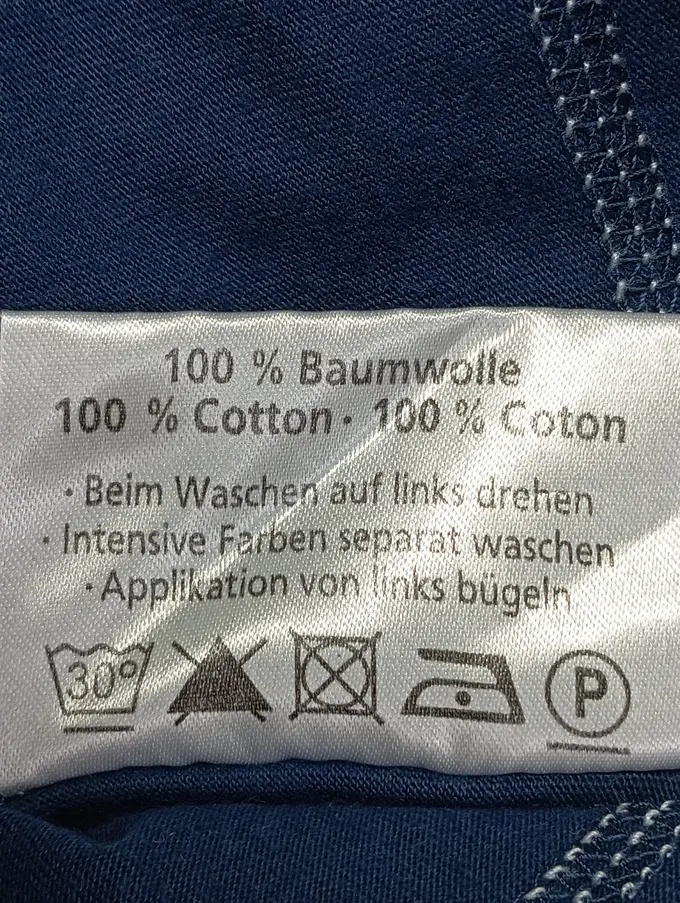 100 % Baumwolle
100 % Cotton · 100 % Coton
· Beim Waschen auf links drehen
· Intensive Farben separat waschen
· Applikation von links bügeln
30° P